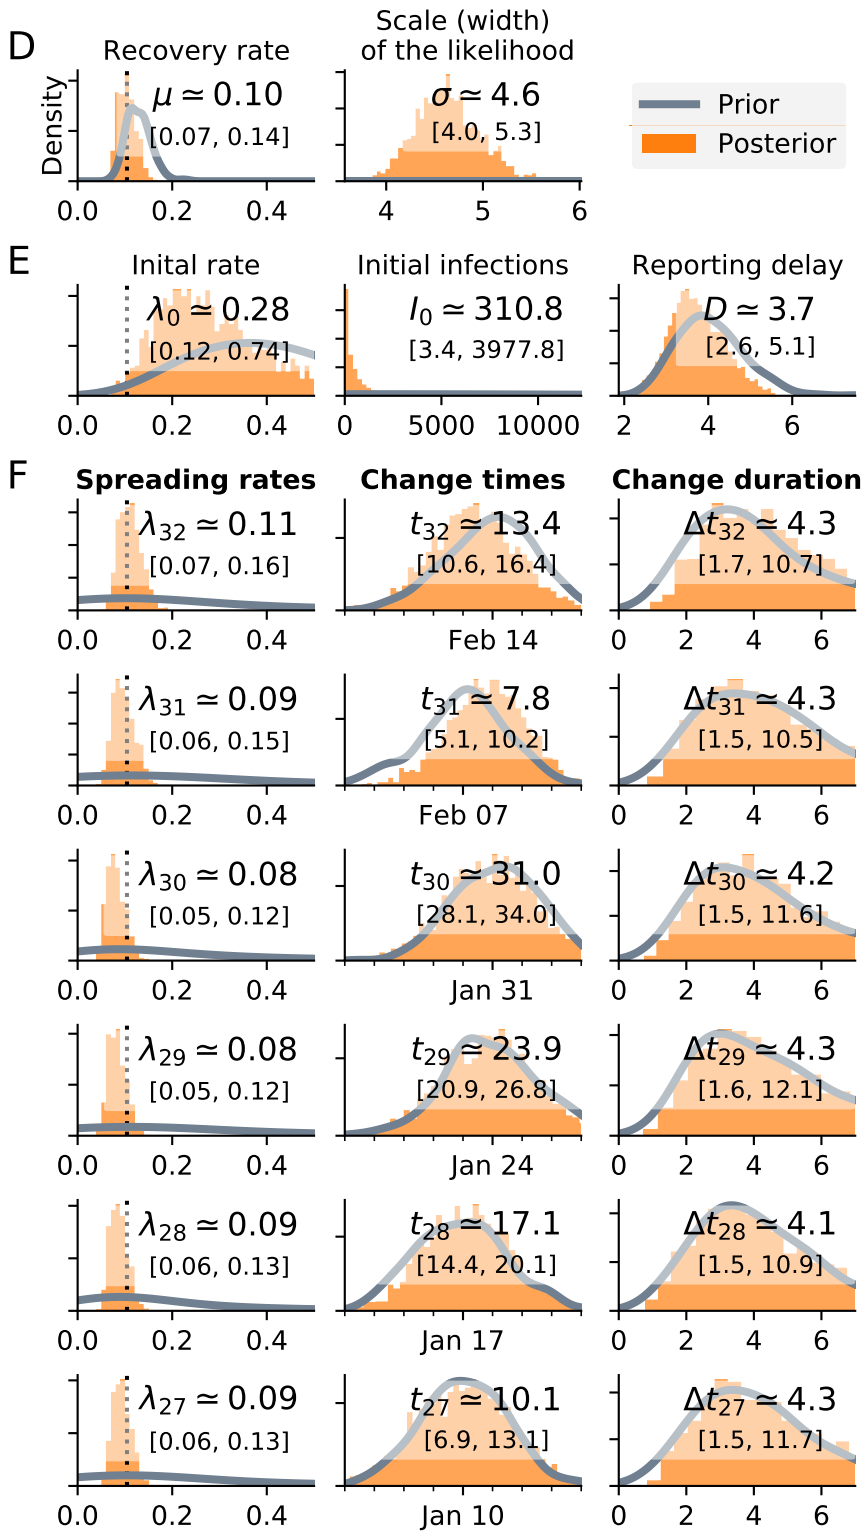 D
Recovery rate
Scale (width)
of the likelihood
Density
μ ≃ 0.10
[0.07, 0.14]
0.0 0.2 0.4
σ ≃ 4.6
[4.0, 5.3]
4 5 6
Prior
Posterior
E
Inital rate
Initial infections
Reporting delay
λ0 ≃ 0.28
[0.12, 0.74]
0.0 0.2 0.4
I0 ≃ 310.8
[3.4, 3977.8]
0 5000 10000
D ≃ 3.7
[2.6, 5.1]
2 4 6
F
Spreading rates
Change times
Change duration
λ32 ≃ 0.11
[0.07, 0.16]
0.0 0.2 0.4
t32 ≃ 13.4
[10.6, 16.4]
Feb 14
Δt32 ≃ 4.3
[1.7, 10.7]
0 2 4 6
λ31 ≃ 0.09
[0.06, 0.15]
0.0 0.2 0.4
t31 ≃ 7.8
[5.1, 10.2]
Feb 07
Δt31 ≃ 4.3
[1.5, 10.5]
0 2 4 6
λ30 ≃ 0.08
[0.05, 0.12]
0.0 0.2 0.4
t30 ≃ 31.0
[28.1, 34.0]
Jan 31
Δt30 ≃ 4.2
[1.5, 11.6]
0 2 4 6
λ29 ≃ 0.08
[0.05, 0.12]
0.0 0.2 0.4
t29 ≃ 23.9
[20.9, 26.8]
Jan 24
Δt29 ≃ 4.3
[1.6, 12.1]
0 2 4 6
λ28 ≃ 0.09
[0.06, 0.13]
0.0 0.2 0.4
t28 ≃ 17.1
[14.4, 20.1]
Jan 17
Δt28 ≃ 4.1
[1.5, 10.9]
0 2 4 6
λ27 ≃ 0.09
[0.06, 0.13]
0.0 0.2 0.4
t27 ≃ 10.1
[6.9, 13.1]
Jan 10
Δt27 ≃ 4.3
[1.5, 11.7]
0 2 4 6